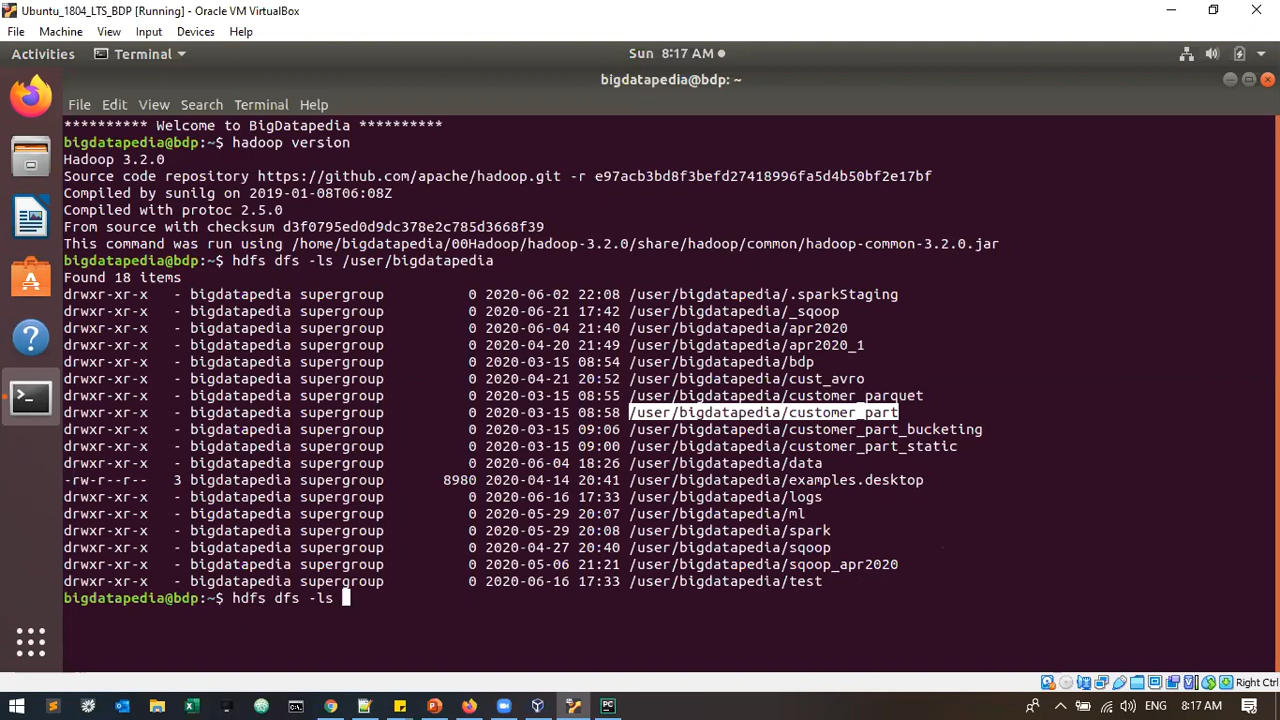 Ubuntu_1804_LTS_BDP [Running] - Oracle VM VirtualBox
File Machine View Input Devices Help
Activities Terminal Sun 8:17 AM
bigdatapedia@bdp: ~
File Edit View Search Terminal Help
********** Welcome to BigDatapedia **********
bigdatapedia@bdp:~$ hadoop version
Hadoop 3.2.0
Source code repository https://github.com/apache/hadoop.git -r e97acb3bd8f3befd27418996fa5d4b50bf2e17bf
Compiled by sunilg on 2019-01-08T06:08Z
Compiled with protoc 2.5.0
From source with checksum d3f0795ed0d9dc378e2c785d3668f39
This command was run using /home/bigdatapedia/00Hadoop/hadoop-3.2.0/share/hadoop/common/hadoop-common-3.2.0.jar
bigdatapedia@bdp:~$ hdfs dfs -ls /user/bigdatapedia
Found 18 items
drwxr-xr-x - bigdatapedia supergroup 0 2020-06-02 22:08 /user/bigdatapedia/.sparkStaging
drwxr-xr-x - bigdatapedia supergroup 0 2020-06-21 17:42 /user/bigdatapedia/_sqoop
drwxr-xr-x - bigdatapedia supergroup 0 2020-06-04 21:40 /user/bigdatapedia/apr2020
drwxr-xr-x - bigdatapedia supergroup 0 2020-04-20 21:49 /user/bigdatapedia/apr2020_1
drwxr-xr-x - bigdatapedia supergroup 0 2020-03-15 08:54 /user/bigdatapedia/bdp
drwxr-xr-x - bigdatapedia supergroup 0 2020-04-21 20:52 /user/bigdatapedia/cust_avro
drwxr-xr-x - bigdatapedia supergroup 0 2020-03-15 08:55 /user/bigdatapedia/customer_parquet
drwxr-xr-x - bigdatapedia supergroup 0 2020-03-15 08:58 /user/bigdatapedia/customer_part
drwxr-xr-x - bigdatapedia supergroup 0 2020-03-15 09:06 /user/bigdatapedia/customer_part_bucketing
drwxr-xr-x - bigdatapedia supergroup 0 2020-03-15 09:00 /user/bigdatapedia/customer_part_static
drwxr-xr-x - bigdatapedia supergroup 0 2020-06-04 18:26 /user/bigdatapedia/data
-rw-r--r-- 3 bigdatapedia supergroup 8980 2020-04-14 20:41 /user/bigdatapedia/examples.desktop
drwxr-xr-x - bigdatapedia supergroup 0 2020-06-16 17:33 /user/bigdatapedia/logs
drwxr-xr-x - bigdatapedia supergroup 0 2020-05-29 20:07 /user/bigdatapedia/ml
drwxr-xr-x - bigdatapedia supergroup 0 2020-05-29 20:08 /user/bigdatapedia/spark
drwxr-xr-x - bigdatapedia supergroup 0 2020-04-27 20:40 /user/bigdatapedia/sqoop
drwxr-xr-x - bigdatapedia supergroup 0 2020-05-06 21:21 /user/bigdatapedia/sqoop_apr2020
drwxr-xr-x - bigdatapedia supergroup 0 2020-06-16 17:33 /user/bigdatapedia/test
bigdatapedia@bdp:~$ hdfs dfs -ls
Right Ctrl
ENG 8:17 AM